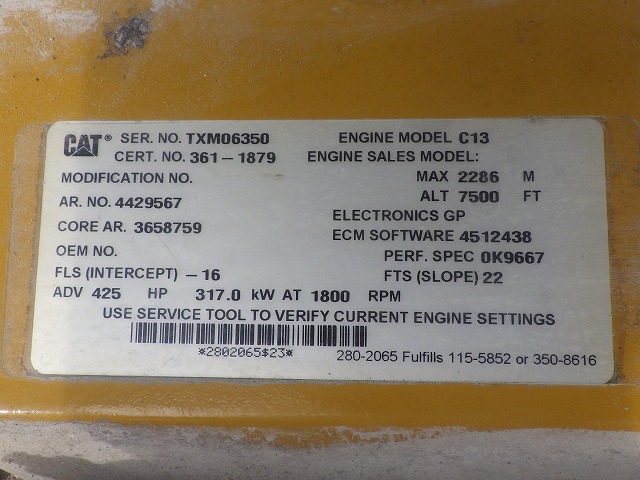 CAT® SER. NO. TXM06350 ENGINE MODEL C13
CERT. NO. 361-1879 ENGINE SALES MODEL:
MODIFICATION NO. MAX 2286 M
AR. NO. 4429567 ALT 7500 FT
ELECTRONICS GP
CORE AR. 3658759 ECM SOFTWARE 4512438
OEM NO. PERF. SPEC 0K9667
FLS (INTERCEPT) -16 FTS (SLOPE) 22
ADV 425 HP 317.0 kW AT 1800 RPM
USE SERVICE TOOL TO VERIFY CURRENT ENGINE SETTINGS
*2802065$23* 280-2065 Fulfills 115-5852 or 350-8616